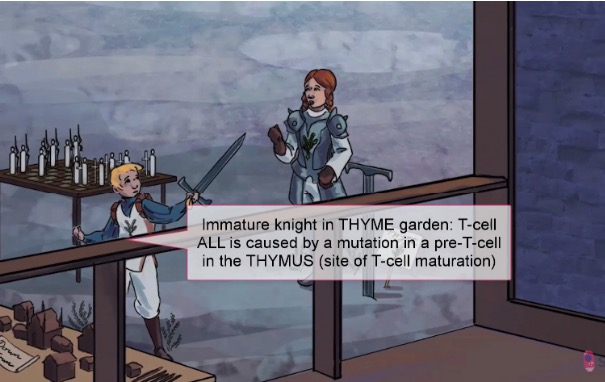 Immature knight in THYME garden: T-cell
ALL is caused by a mutation in a pre-T-cell
in the THYMUS (site of T-cell maturation)